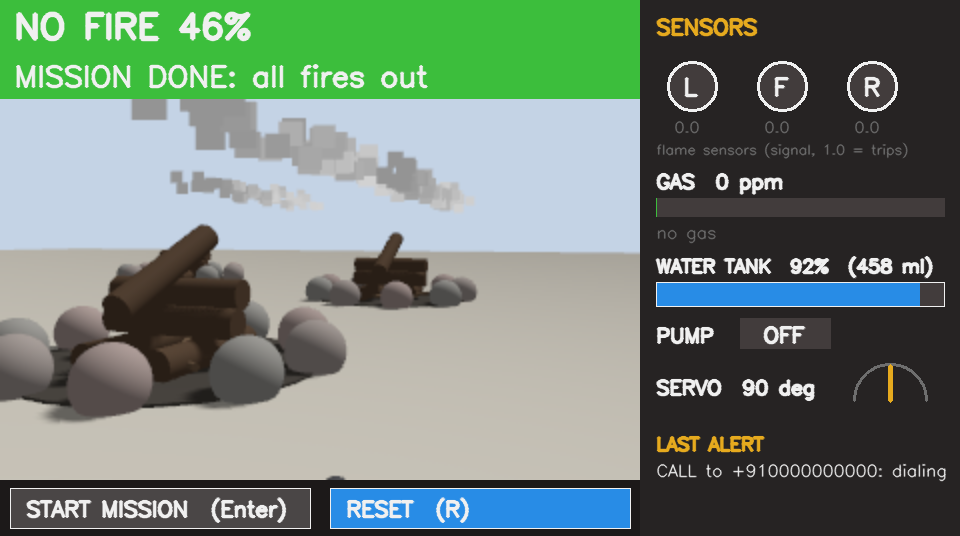 NO FIRE 46%
MISSION DONE: all fires out
START MISSION (Enter)
RESET (R)
SENSORS
L F R
0.0 0.0 0.0
flame sensors (signal, 1.0 = trips)
GAS 0 ppm
no gas
WATER TANK 92% (458 ml)
PUMP OFF
SERVO 90 deg
LAST ALERT
CALL to +910000000000: dialing